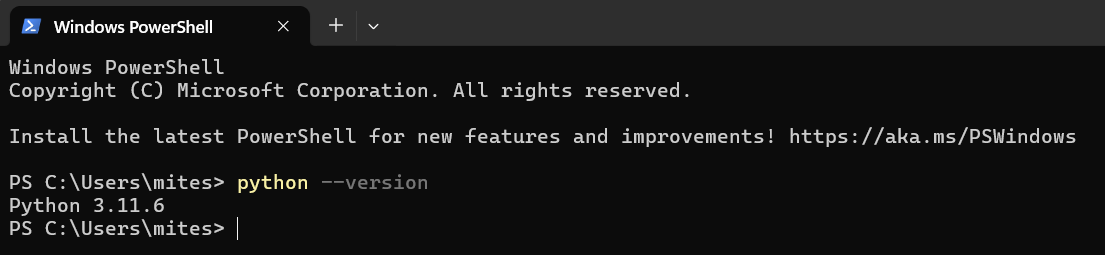 Windows PowerShell
Windows PowerShell
Copyright (C) Microsoft Corporation. All rights reserved.
Install the latest PowerShell for new features and improvements! https://aka.ms/PSWindows
PS C:\Users\mites> python --version
Python 3.11.6
PS C:\Users\mites>